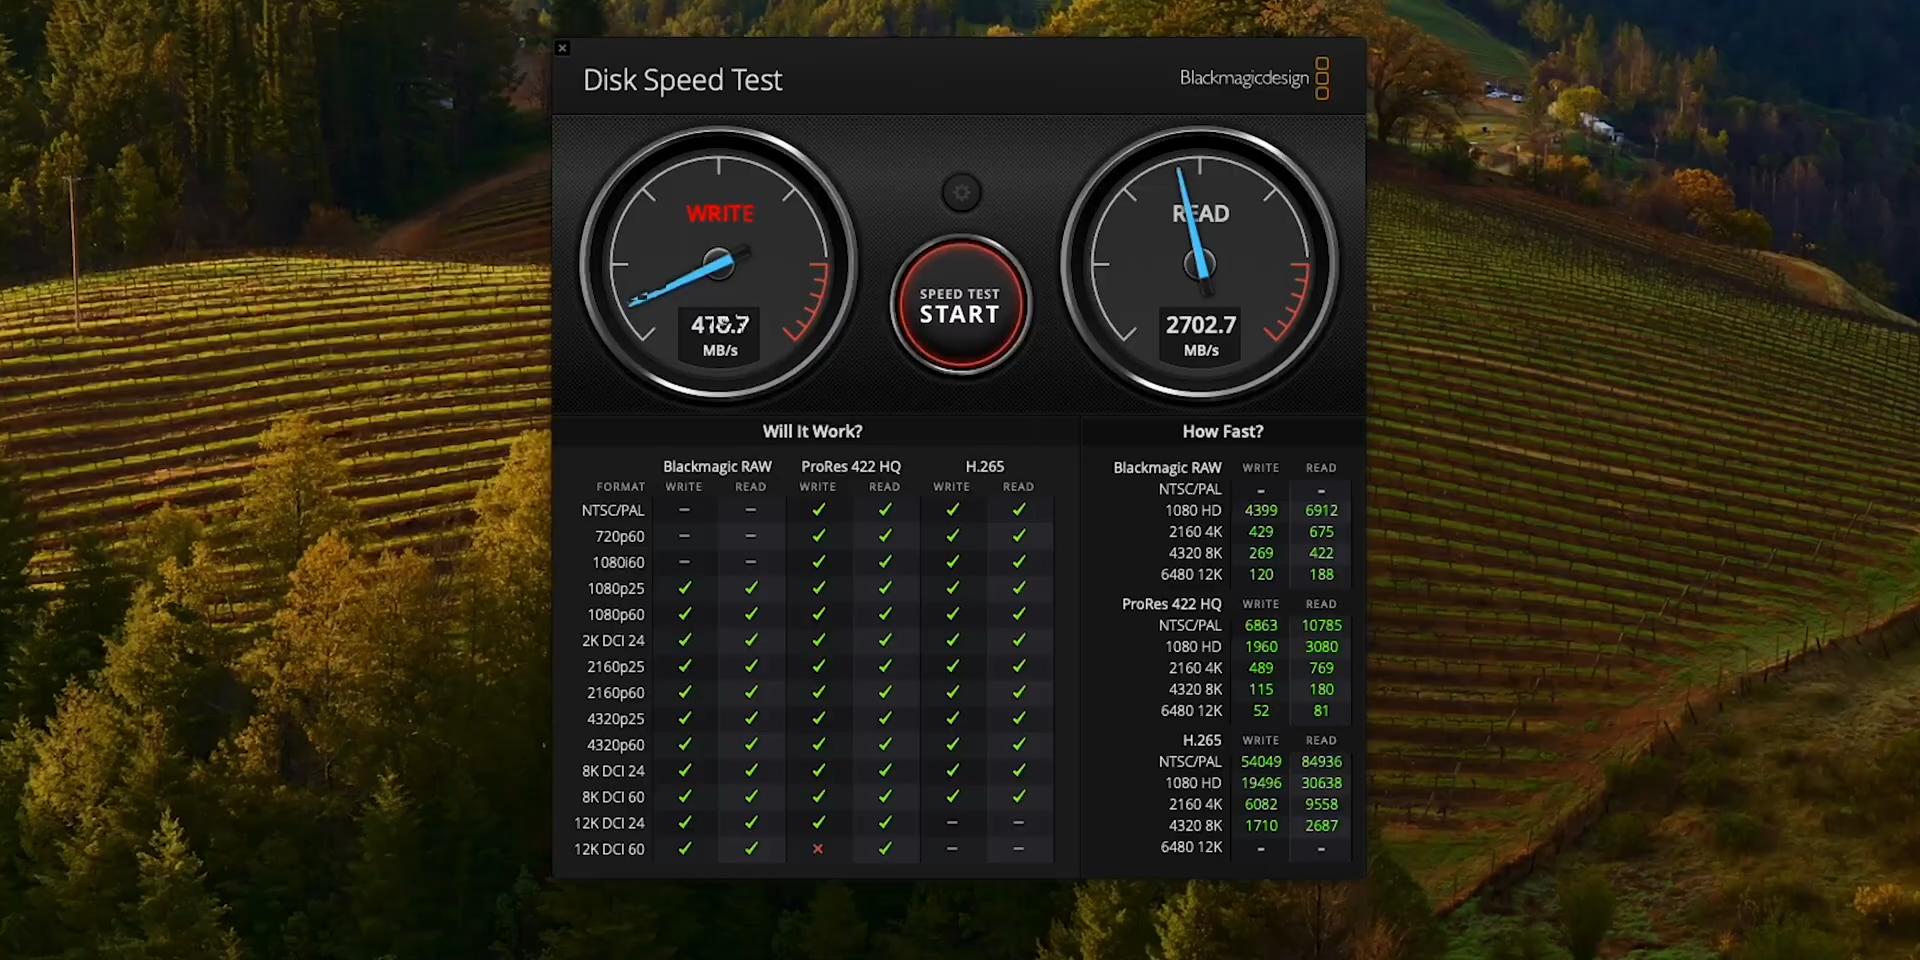 Disk Speed Test
Blackmagicdesign
WRITE
MB/s
SPEED TEST
START
READ
2702.7
MB/s
Will It Work?
Blackmagic RAW ProRes 422 HQ H.265
FORMAT WRITE READ WRITE READ WRITE READ
NTSC/PAL – – ✓ ✓ ✓ ✓
720p60 – – ✓ ✓ ✓ ✓
1080i60 – – ✓ ✓ ✓ ✓
1080p25 ✓ ✓ ✓ ✓ ✓ ✓
1080p60 ✓ ✓ ✓ ✓ ✓ ✓
2K DCI 24 ✓ ✓ ✓ ✓ ✓ ✓
2160p25 ✓ ✓ ✓ ✓ ✓ ✓
2160p60 ✓ ✓ ✓ ✓ ✓ ✓
4320p25 ✓ ✓ ✓ ✓ ✓ ✓
4320p60 ✓ ✓ ✓ ✓ ✓ ✓
8K DCI 24 ✓ ✓ ✓ ✓ ✓ ✓
8K DCI 60 ✓ ✓ ✓ ✓ ✓ ✓
12K DCI 24 ✓ ✓ ✓ ✓ – –
12K DCI 60 ✓ ✓ × ✓ – –
How Fast?
Blackmagic RAW WRITE READ
NTSC/PAL - -
1080 HD 4399 6912
2160 4K 429 675
4320 8K 269 422
6480 12K 120 188
ProRes 422 HQ WRITE READ
NTSC/PAL 6863 10785
1080 HD 1960 3080
2160 4K 489 769
4320 8K 115 180
6480 12K 52 81
H.265 WRITE READ
NTSC/PAL 54049 84936
1080 HD 19496 30638
2160 4K 6082 9558
4320 8K 1710 2687
6480 12K - -